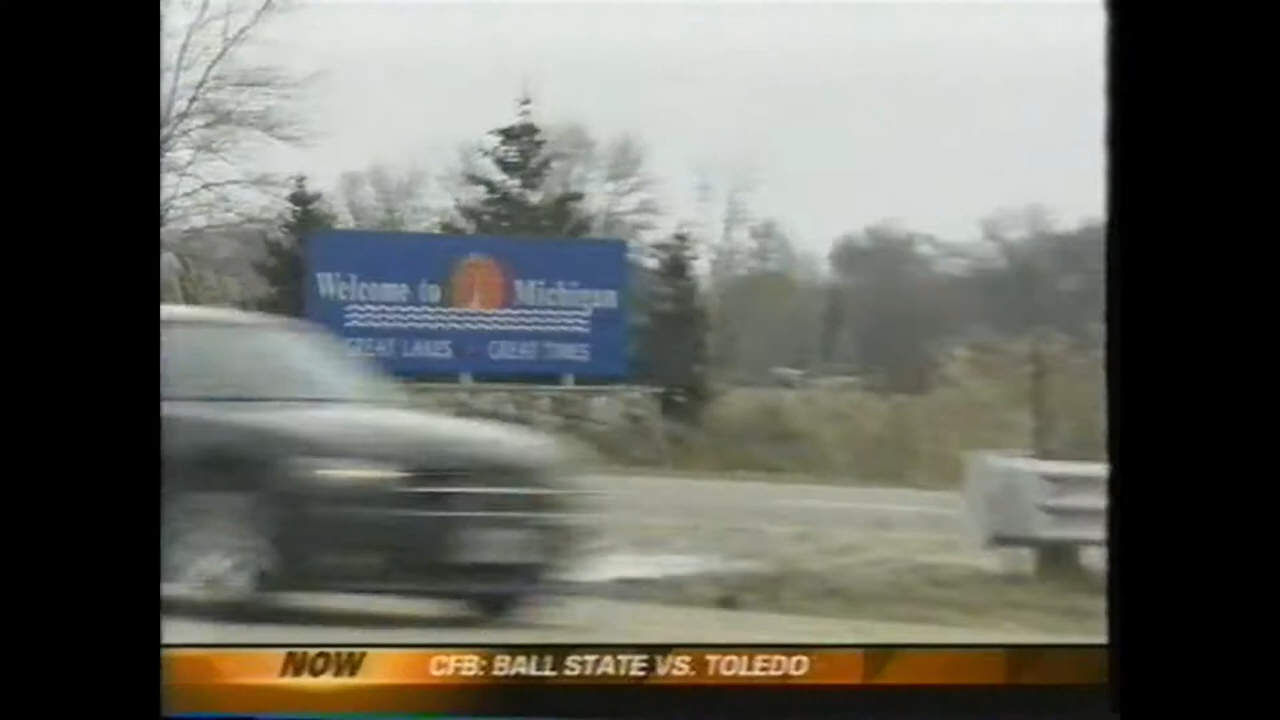 Welcome to Michigan
GREAT LAKES GREAT TIMES
NOW CFB: BALL STATE VS. TOLEDO